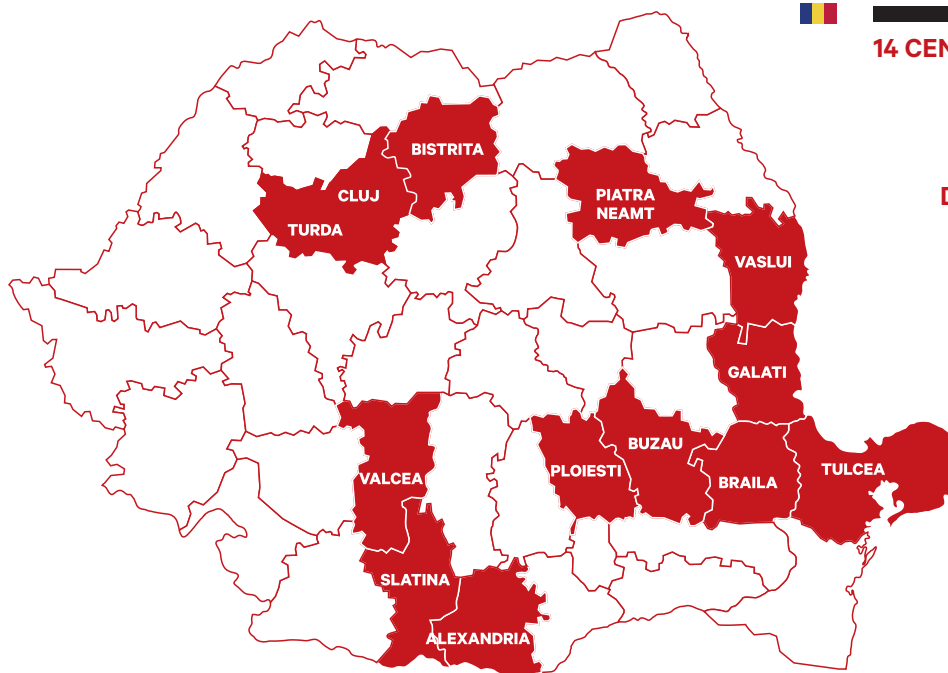 14 CEN
D
BISTRITA
CLUJ
TURDA
PIATRA
NEAMT
VASLUI
GALATI
BUZAU
PLOIESTI
BRAILA
TULCEA
VALCEA
SLATINA
ALEXANDRIA